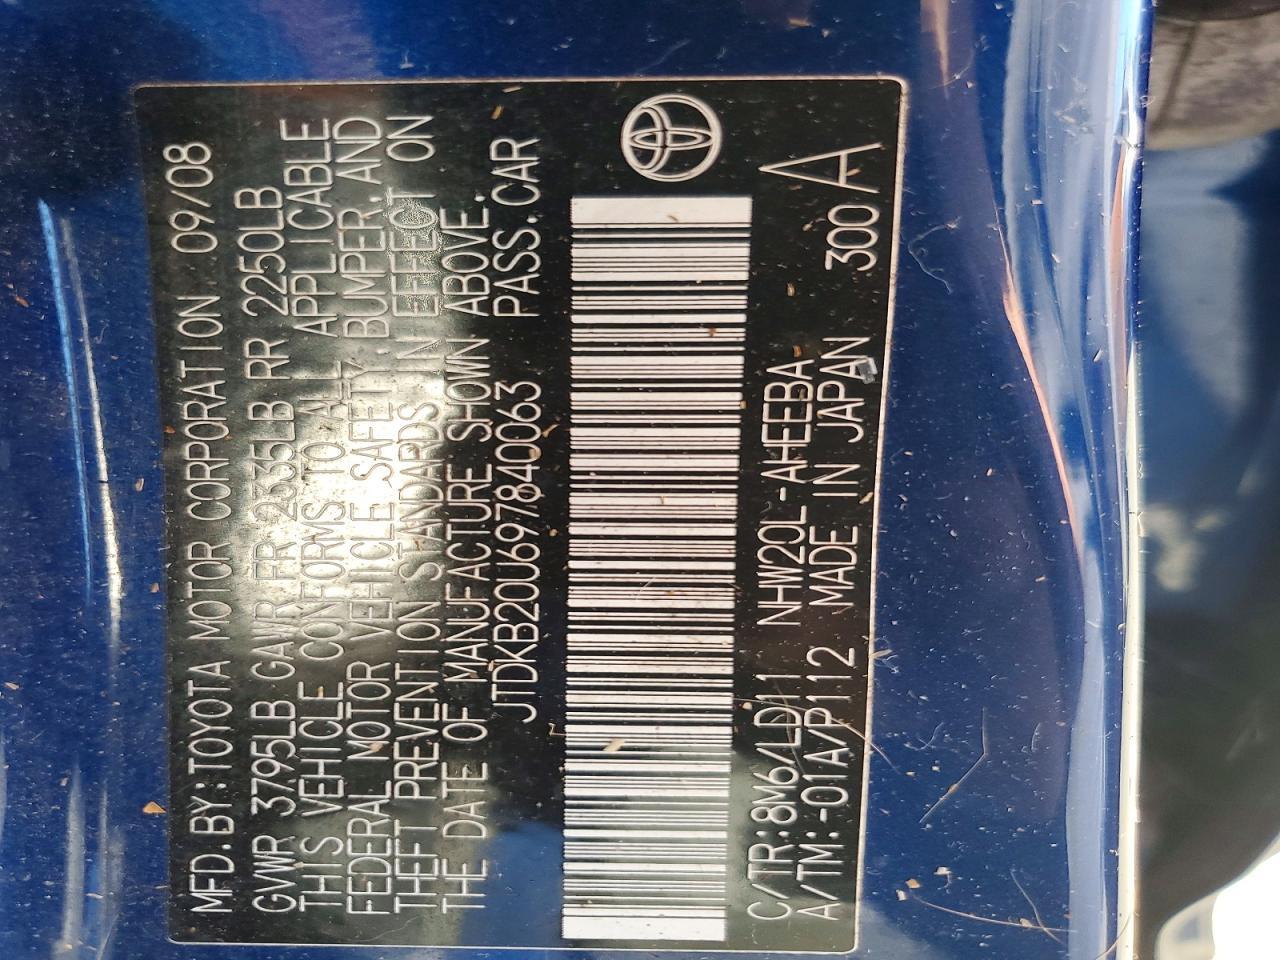 MFD.BY:TOYOTA MOTOR CORPORATION 09/08
GVWR 3795LB GAWR FR 2335LB RR 2250LB
THIS VEHICLE CONFORMS TO ALL APPLICABLE
FEDERAL MOTOR VEHICLE SAFETY, BUMPER, AND
THEFT PREVENTION STANDARDS IN EFFECT ON
THE DATE OF MANUFACTURE SHOWN ABOVE.
JTDKB20U697840063 PASS.CAR
C/TR:8M6/LD11 NHW20L-AHEEBA
A/TM:-01A/P112 MADE IN JAPAN 300 A